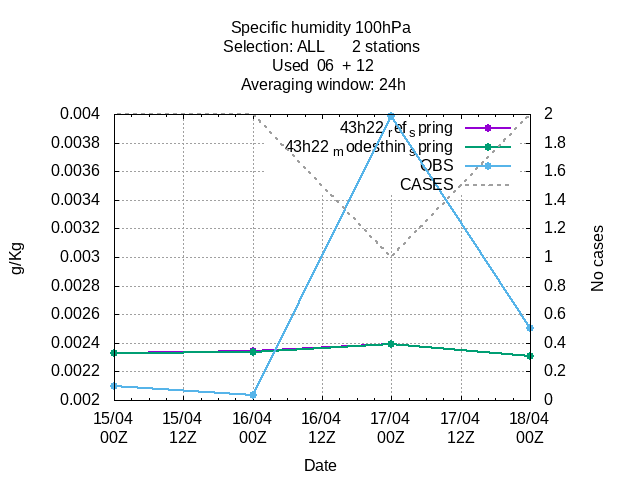 Specific humidity 100hPa
Selection: ALL      2 stations
Used  06  + 12
Averaging window: 24h
43h22 refspring
43h22 modesthinspring
OBS
CASES
0.004
0.0038
0.0036
0.0034
0.0032
0.003
0.0028
0.0026
0.0024
0.0022
0.002
2
1.8
1.6
1.4
1.2
1
0.8
0.6
0.4
0.2
0
g/Kg
No cases
15/04 15/04 16/04 16/04 17/04 17/04 18/04
00Z 12Z 00Z 12Z 00Z 12Z 00Z
Date